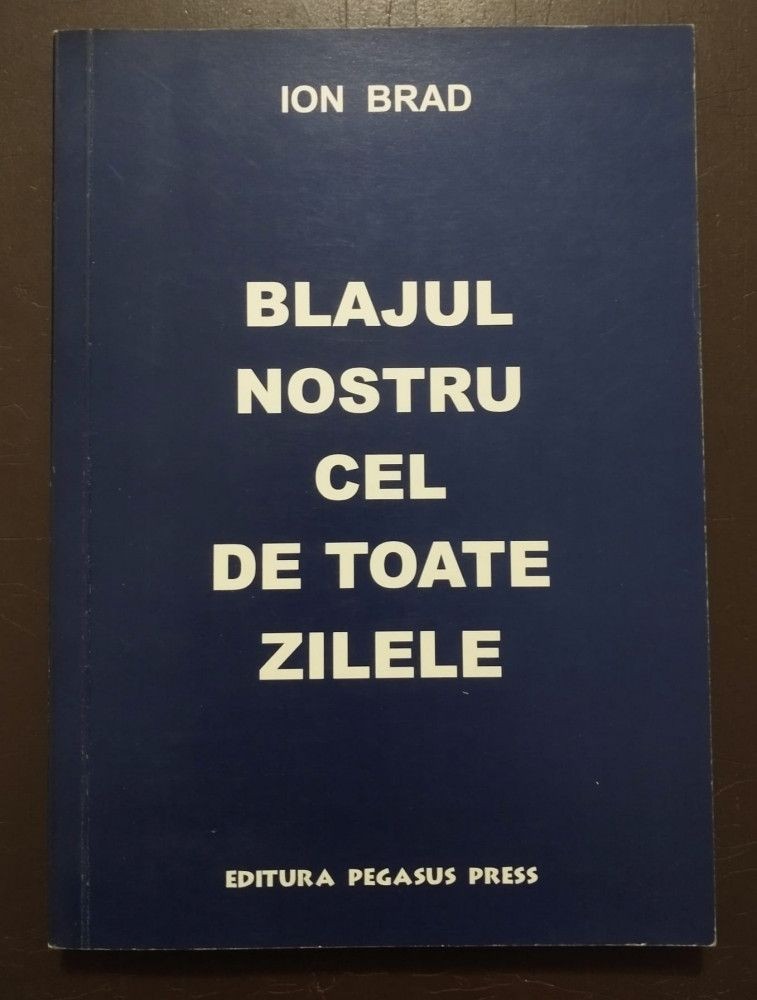 ION BRAD
BLAJUL
NOSTRU
CEL
DE TOATE
ZILELE
EDITURA PEGASUS PRESS